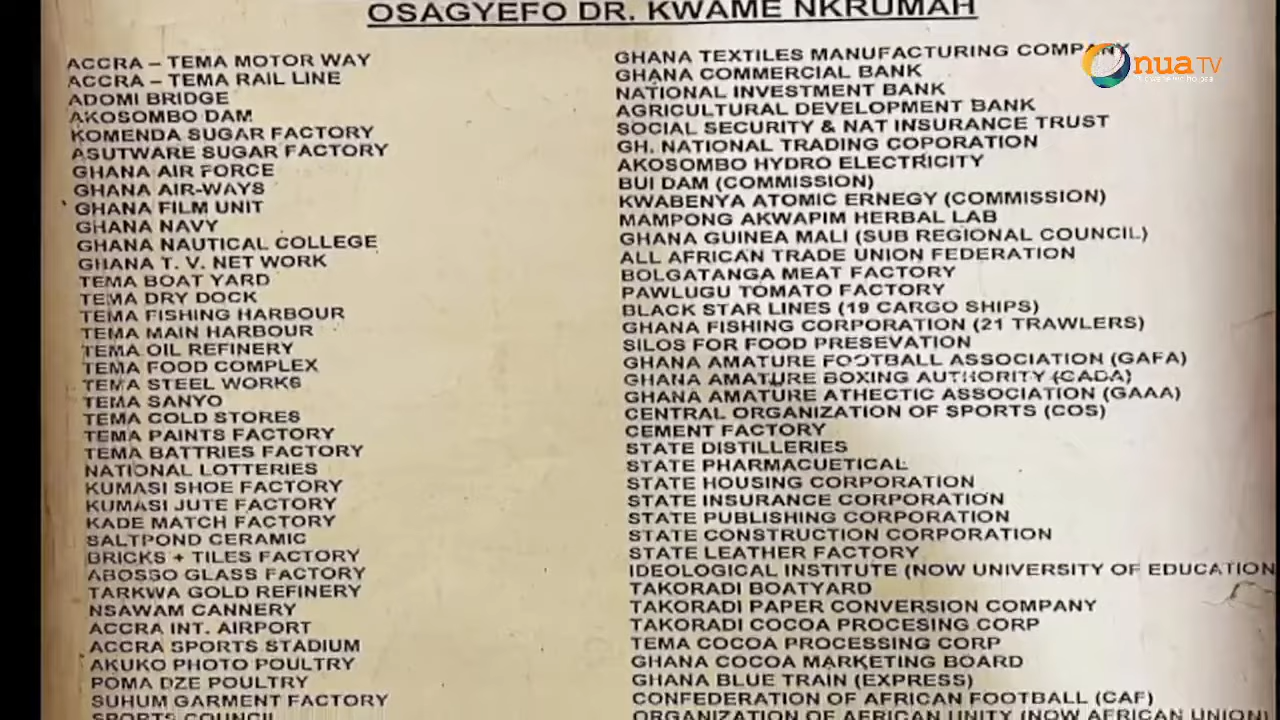 OSAGYEFO DR. KWAME NKRUMAH
ACCRA – TEMA MOTOR WAY
ACCRA – TEMA RAIL LINE
ADOMI BRIDGE
AKOSOMBO DAM
KOMENDA SUGAR FACTORY
ASUTWARE SUGAR FACTORY
GHANA AIR FORCE
GHANA AIR-WAYS
GHANA FILM UNIT
GHANA NAVY
GHANA NAUTICAL COLLEGE
GHANA T. V. NET WORK
TEMA BOAT YARD
TEMA DRY DOCK
TEMA FISHING HARBOUR
TEMA MAIN HARBOUR
TEMA OIL REFINERY
TEMA FOOD COMPLEX
TEMA STEEL WORKS
TEMA SANYO
TEMA COLD STORES
TEMA PAINTS FACTORY
TEMA BATTRIES FACTORY
NATIONAL LOTTERIES
KUMASI SHOE FACTORY
KUMASI JUTE FACTORY
KADE MATCH FACTORY
SALTPOND CERAMIC
BRICKS + TILES FACTORY
ABOSSO GLASS FACTORY
TARKWA GOLD REFINERY
NSAWAM CANNERY
ACCRA INT. AIRPORT
ACCRA SPORTS STADIUM
AKUKO PHOTO POULTRY
POMA DZE POULTRY
SUHUM GARMENT FACTORY
SPORTS COUNCIL
GHANA TEXTILES MANUFACTURING COMPANY
GHANA COMMERCIAL BANK
NATIONAL INVESTMENT BANK
AGRICULTURAL DEVELOPMENT BANK
SOCIAL SECURITY & NAT INSURANCE TRUST
GH. NATIONAL TRADING COPORATION
AKOSOMBO HYDRO ELECTRICITY
BUI DAM (COMMISSION)
KWABENYA ATOMIC ERNEGY (COMMISSION)
MAMPONG AKWAPIM HERBAL LAB
GHANA GUINEA MALI (SUB REGIONAL COUNCIL)
ALL AFRICAN TRADE UNION FEDERATION
BOLGATANGA MEAT FACTORY
PAWLUGU TOMATO FACTORY
BLACK STAR LINES (19 CARGO SHIPS)
GHANA FISHING CORPORATION (21 TRAWLERS)
SILOS FOR FOOD PRESEVATION
GHANA AMATURE FOOTBALL ASSOCIATION (GAFA)
GHANA AMATURE BOXING AUTHORITY
GHANA AMATURE ATHECTIC ASSOCIATION (GAAA)
CENTRAL ORGANIZATION OF SPORTS (COS)
CEMENT FACTORY
STATE DISTILLERIES
STATE PHARMACUETICAL
STATE HOUSING CORPORATION
STATE INSURANCE CORPORATION
STATE PUBLISHING CORPORATION
STATE CONSTRUCTION CORPORATION
STATE LEATHER FACTORY
IDEOLOGICAL INSTITUTE (NOW UNIVERSITY OF EDUCATION
TAKORADI BOATYARD
TAKORADI PAPER CONVERSION COMPANY
TAKORADI COCOA PROCESING CORP
TEMA COCOA PROCESSING CORP
GHANA COCOA MARKETING BOARD
GHANA BLUE TRAIN (EXPRESS)
CONFEDERATION OF AFRICAN FOOTBALL (CAF)
ORGANIZATION OF AFRICAN UNITY (NOW AFRICAN UNION)
Onua TV